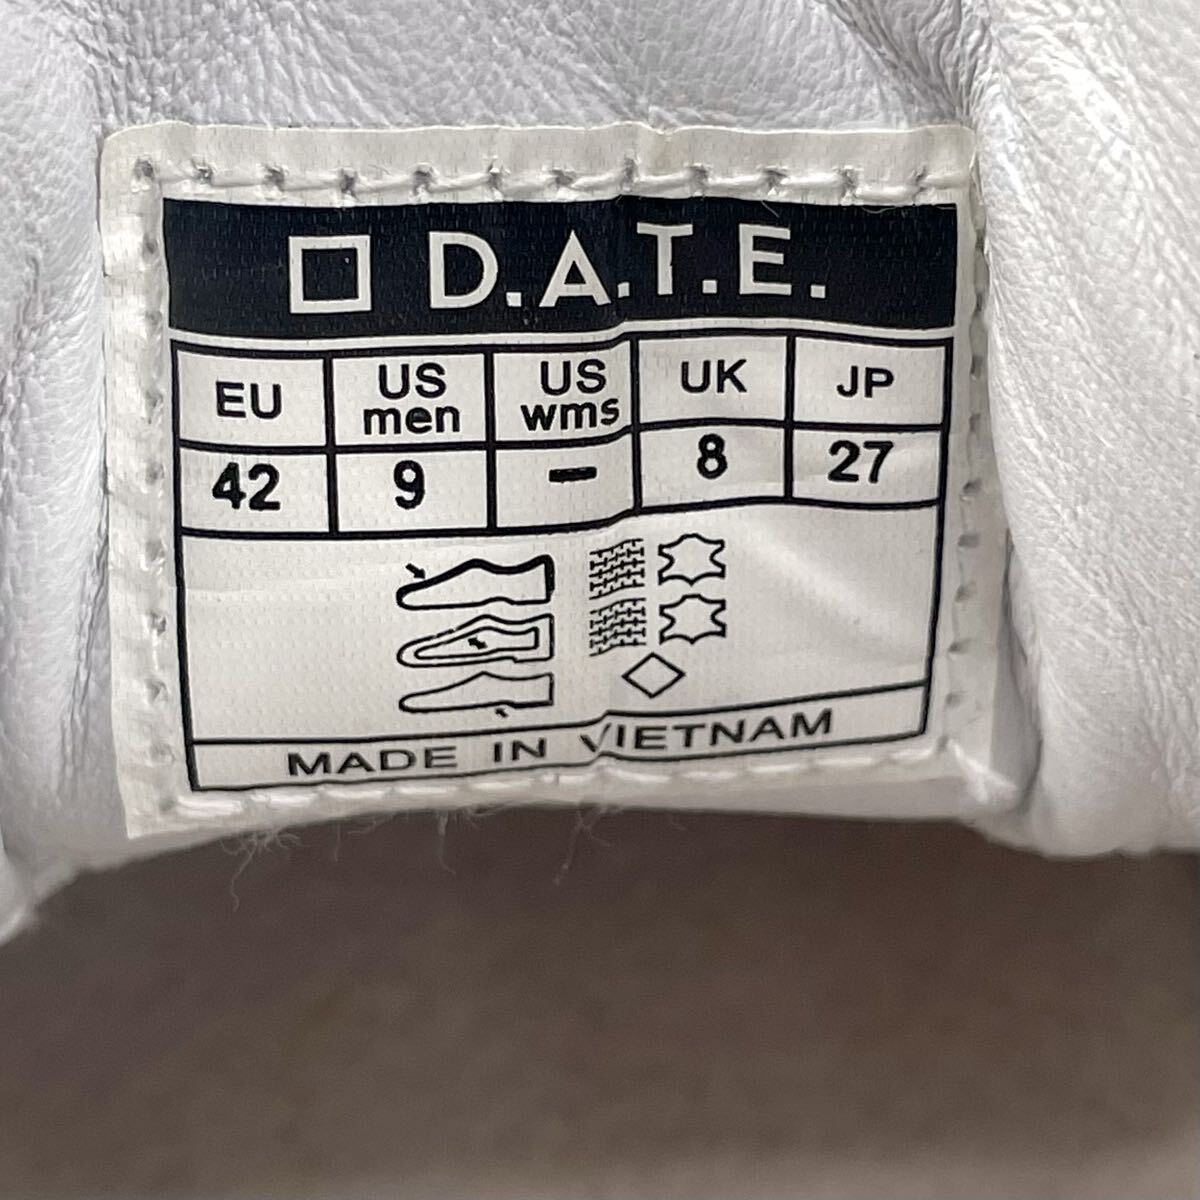 D.A.T.E.
EU US men US wms UK JP
42 9 - 8 27
MADE IN VIETNAM